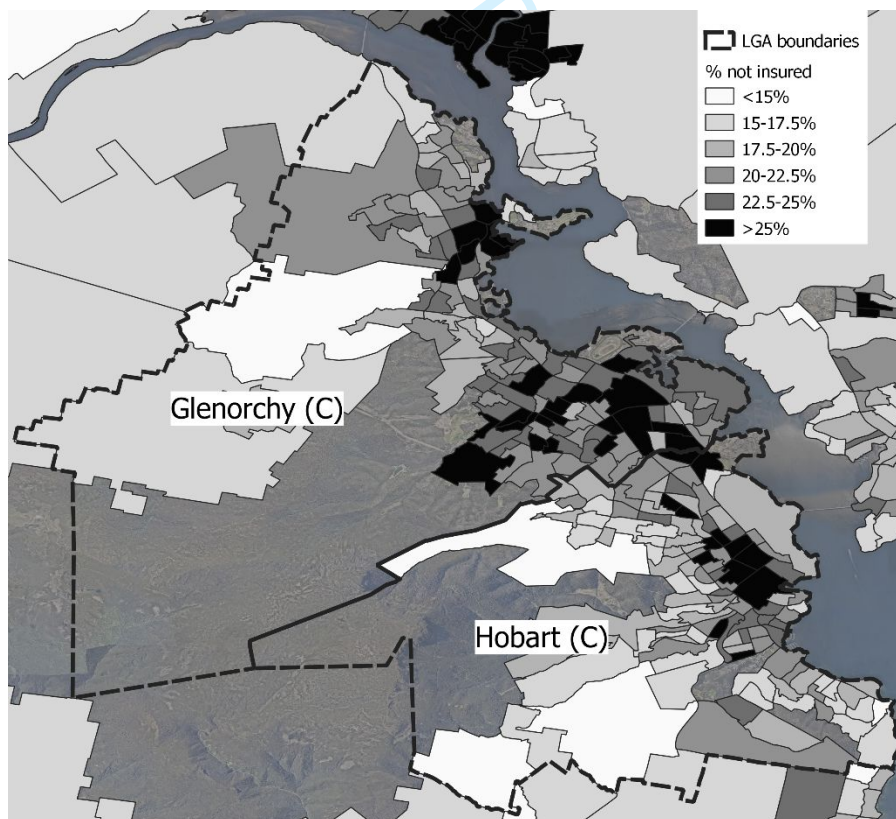 LGA boundaries
% not insured
<15%
15-17.5%
17.5-20%
20-22.5%
22.5-25%
>25%
Glenorchy (C)
Hobart (C)